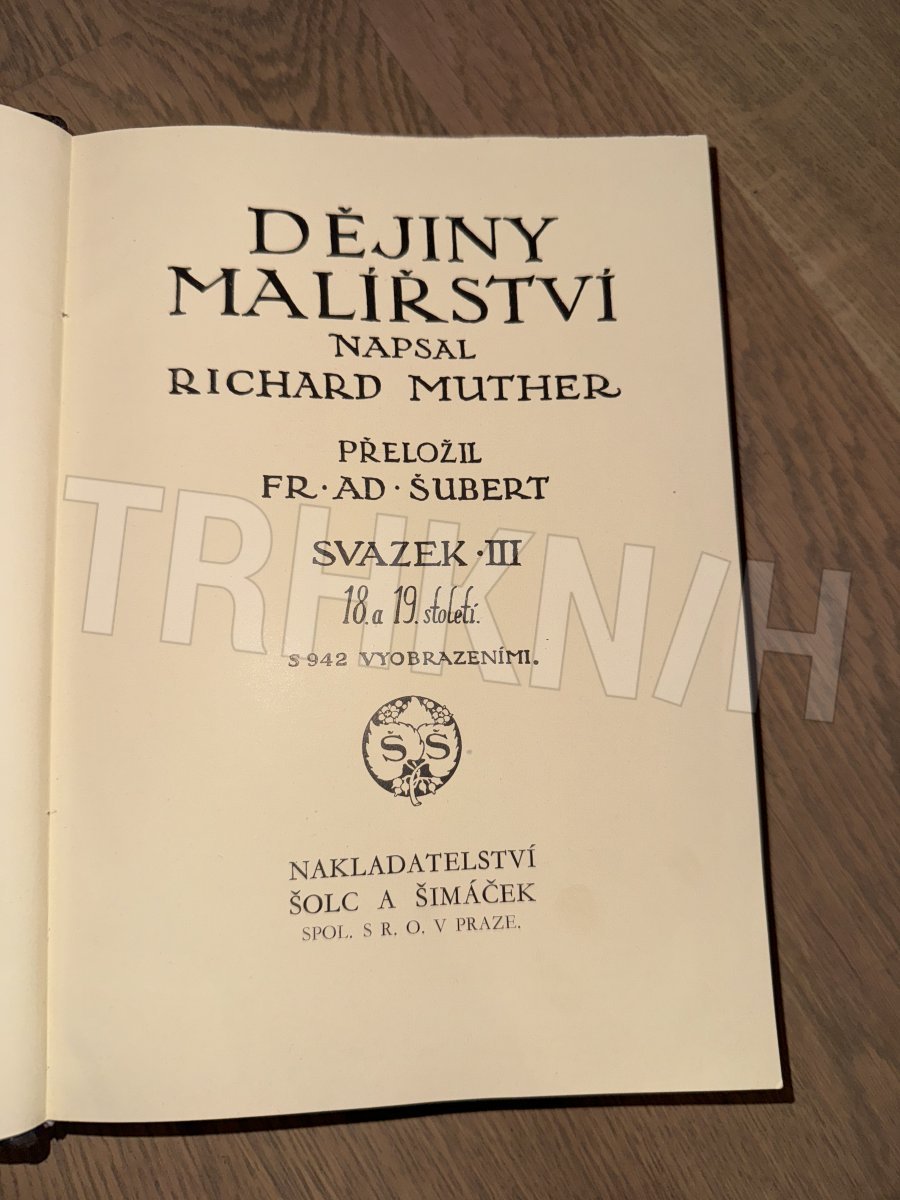 DĚJINY
MALÍŘSTVÍ
NAPSAL
RICHARD MUTHER
PŘELOŽIL
FR·AD·ŠUBERT
SVAZEK·III
18. a 19. století.
S 942 VYOBRAZENÍMI.
Š Š
NAKLADATELSTVÍ
ŠOLC A ŠIMÁČEK
SPOL. S R. O. V PRAZE.
TRHKNIH